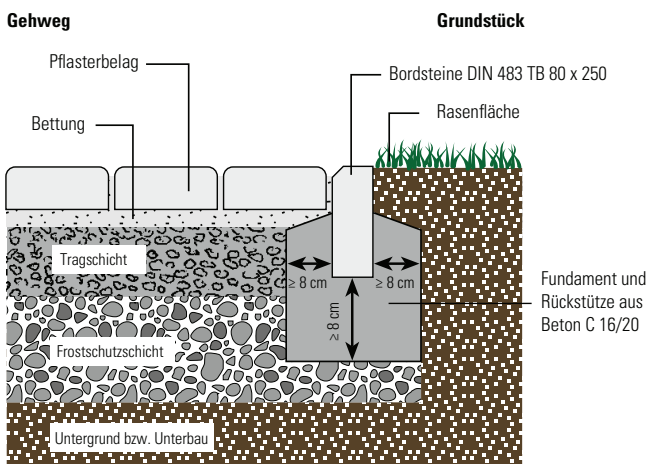 Gehweg
Grundstück
Pflasterbelag
Bordsteine DIN 483 TB 80 x 250
Bettung
Rasenfläche
Tragschicht
≥ 8 cm
≥ 8 cm
≥ 8 cm
Fundament und
Rückstütze aus
Beton C 16/20
Frostschutzschicht
Untergrund bzw. Unterbau